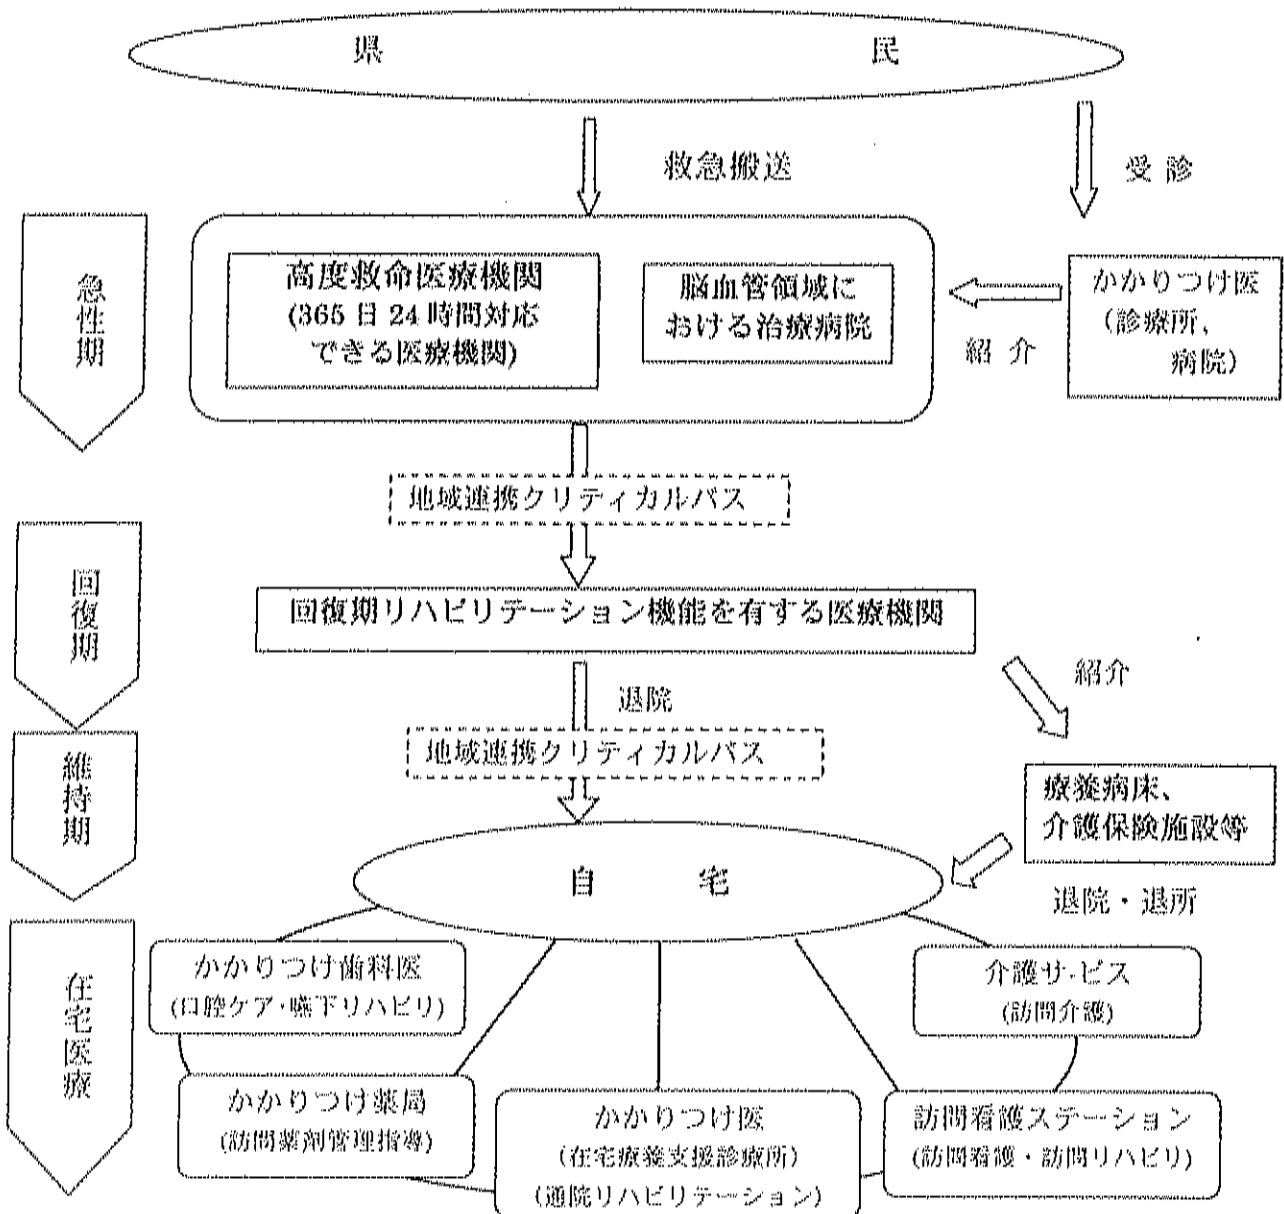 県 民
救急搬送
受 診
急性期
高度救命医療機関
(365日24時間対応
できる医療機関)
脳血管領域に
おける治療病院
紹 介
かかりつけ医
(診療所、
病院)
地域連携クリティカルパス
回復期
回復期リハビリテーション機能を有する医療機関
退院
紹介
地域連携クリティカルパス
維持期
療養病床、
介護保険施設等
自 宅
退院・退所
在宅医療
かかりつけ歯科医
(口腔ケア・嚥下リハビリ)
介護サ-ビス
(訪問介護)
かかりつけ薬局
(訪問薬剤管理指導)
かかりつけ医
(在宅療養支援診療所)
(通院リハビリテーション)
訪問看護ステーション
(訪問看護・訪問リハビリ)